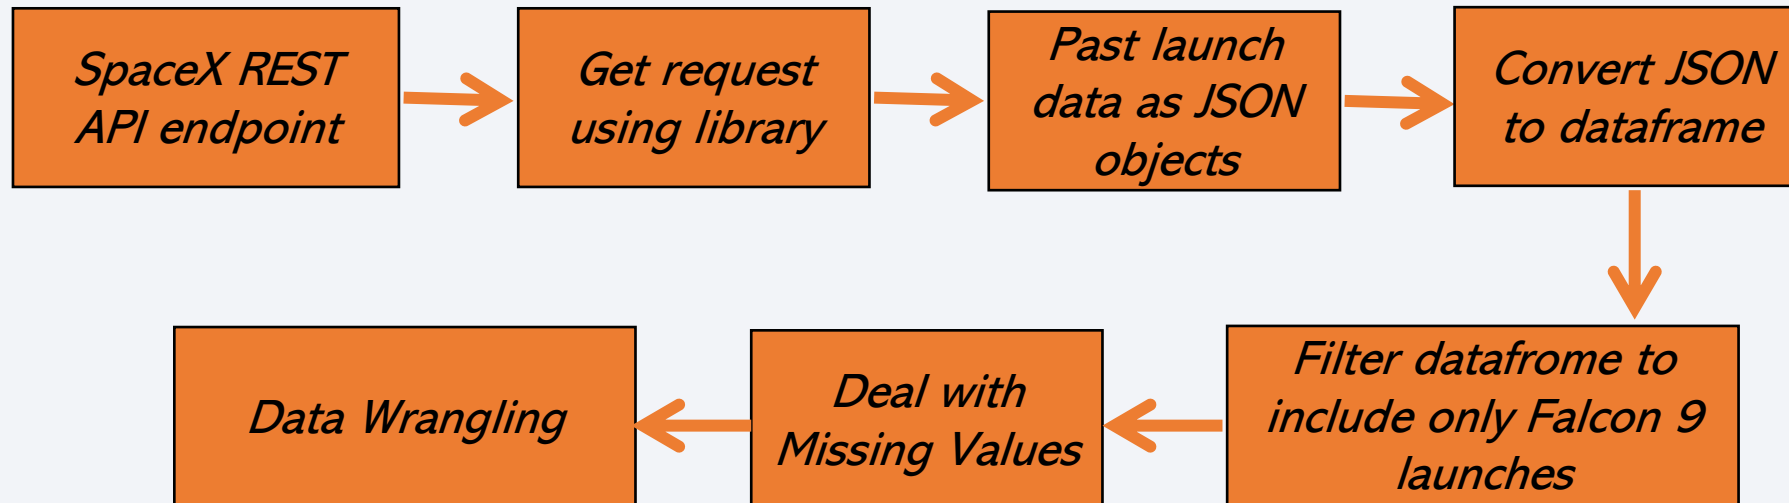 SpaceX REST
API endpoint
Get request
using library
Past launch
data as JSON
objects
Convert JSON
to dataframe
Filter datafrome to
include only Falcon 9
launches
Deal with
Missing Values
Data Wrangling